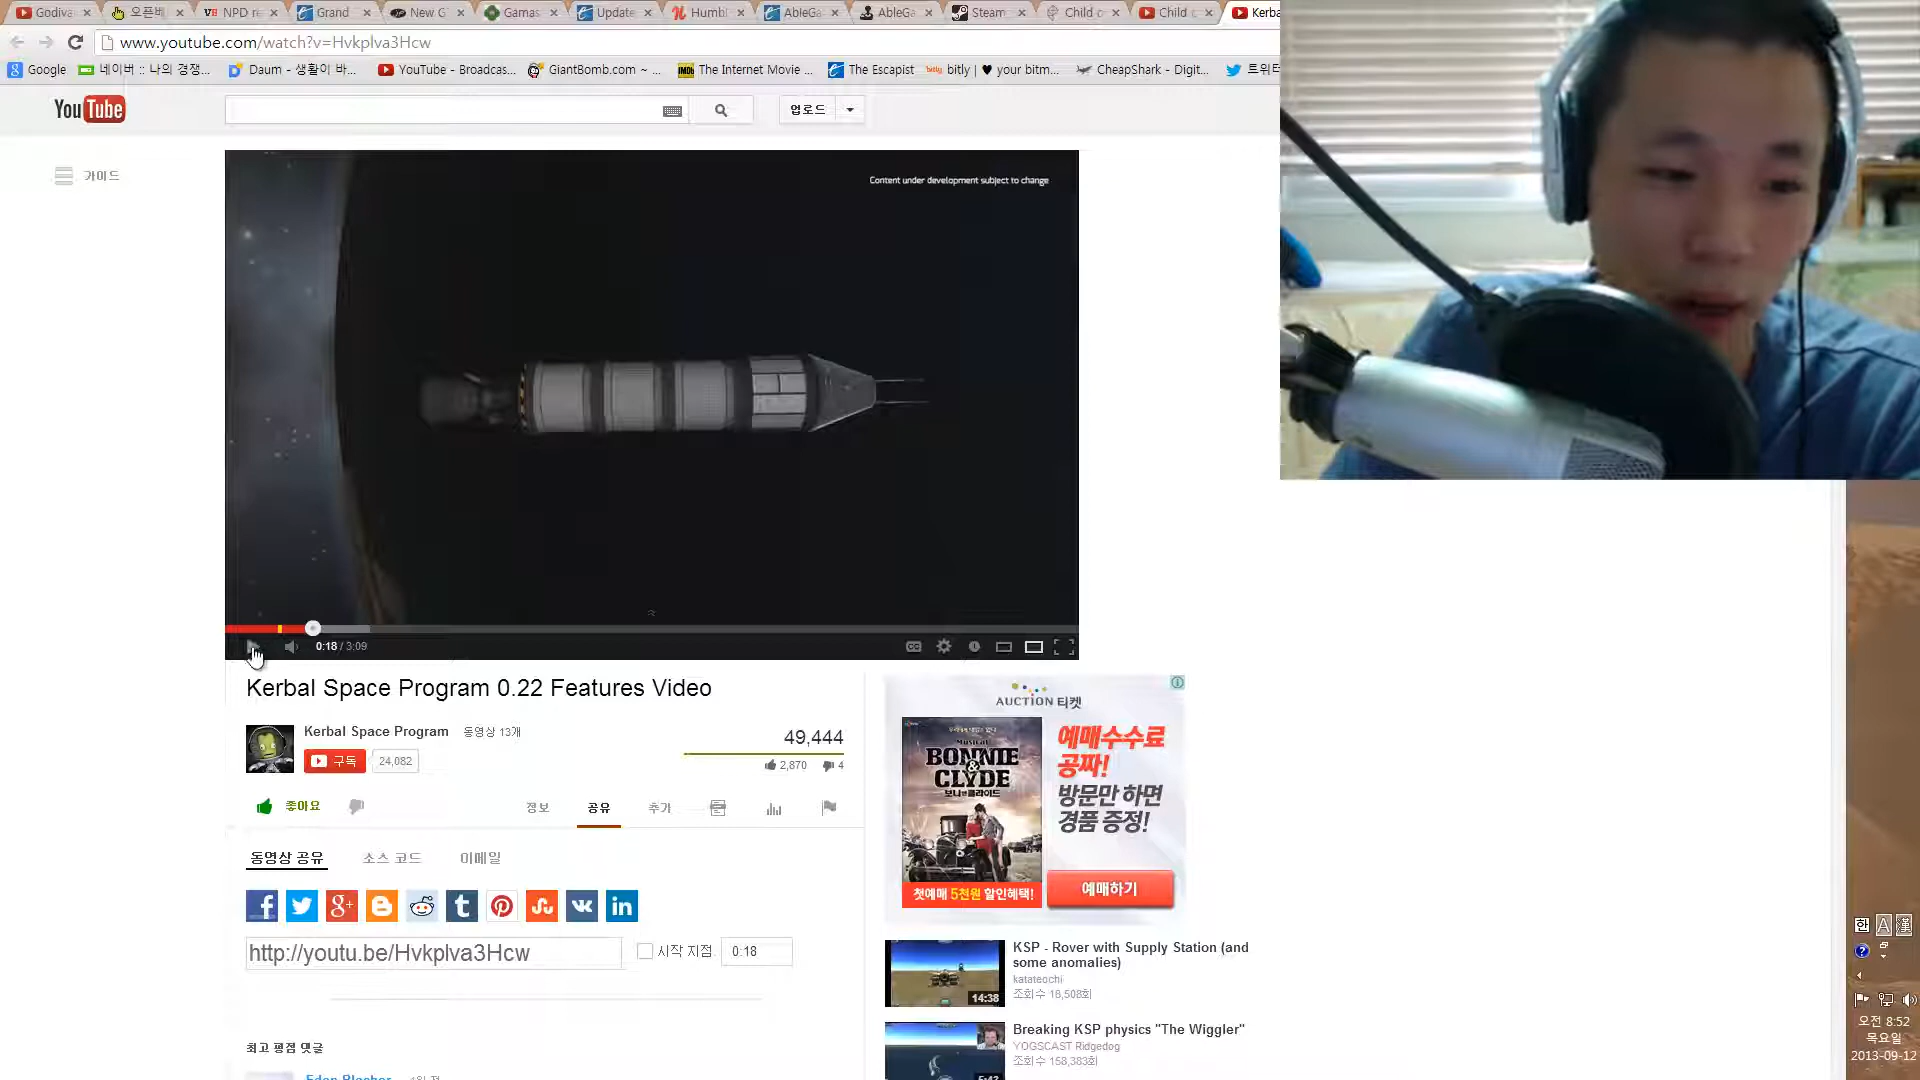 Godiva
오픈베
NPD re
Grand
New G
Gamas
Update
Humbl
AbleGa
AbleGa
Steam
Child o
Child o
Kerba
www.youtube.com/watch?v=Hvkplva3Hcw
Google
네이버 :: 나의 경쟁...
Daum - 생활이 바...
YouTube - Broadcas...
GiantBomb.com ~ ...
The Internet Movie ...
The Escapist
bitly | ♥ your bitm...
CheapShark - Digit...
트위터
YouTube
업로드
가이드
Content under development subject to change
0:18 / 3:09
Kerbal Space Program 0.22 Features Video
Kerbal Space Program 동영상 13개
구독 24,082
49,444
2,870 4
좋아요
정보 공유 추가
동영상 공유 소스 코드 이메일
http://youtu.be/Hvkplva3Hcw
시작 지점: 0:18
최고 평점 댓글
AUCTION 티켓
Musical
BONNIE
&
CLYDE
보니앤클라이드
첫예매 5천원 할인혜택!
예매수수료
공짜!
방문만 하면
경품 증정!
예매하기
14:38
KSP - Rover with Supply Station (and
some anomalies)
katateochi
조회수 16,508회
Breaking KSP physics "The Wiggler"
YOGSCAST Ridgedog
조회수 158,383회
한 A 漢
오전 8:52
목요일
2013-09-12